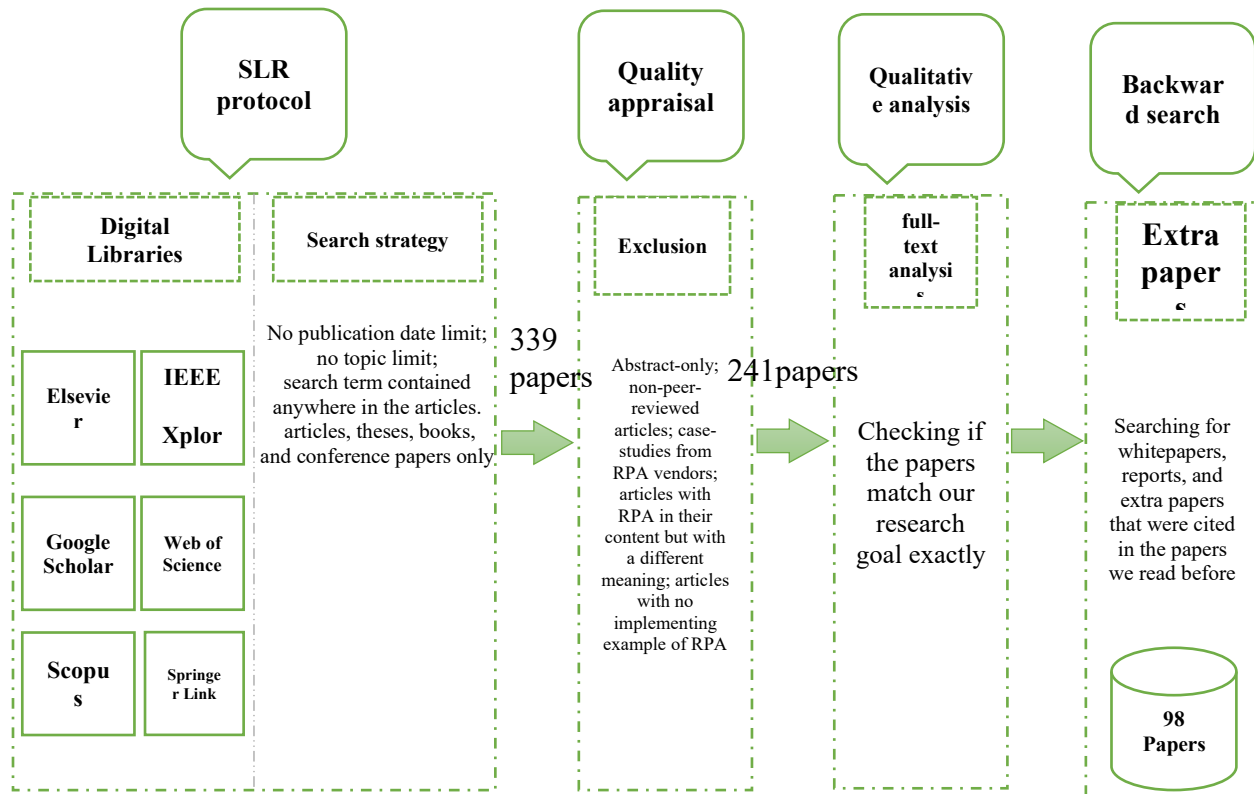 SLR
protocol
Quality
appraisal
Qualitativ
e analysis
Backwar
d search
Digital
Libraries
Search strategy
Elsevie
r
IEEE
Xplor
Google
Scholar
Web of
Science
Scopu
s
Springe
r Link
No publication date limit;
no topic limit;
search term contained
anywhere in the articles.
articles, theses, books,
and conference papers only
339
papers
Exclusion
Abstract-only;
non-peer-
reviewed
articles; case-
studies from
RPA vendors;
articles with
RPA in their
content but with
a different
meaning; articles
with no
implementing
example of RPA
241papers
full-
text
analysi
s
Checking if
the papers
match our
research
goal exactly
Extra
paper
s
Searching for
whitepapers,
reports, and
extra papers
that were cited
in the papers
we read before
98
Papers